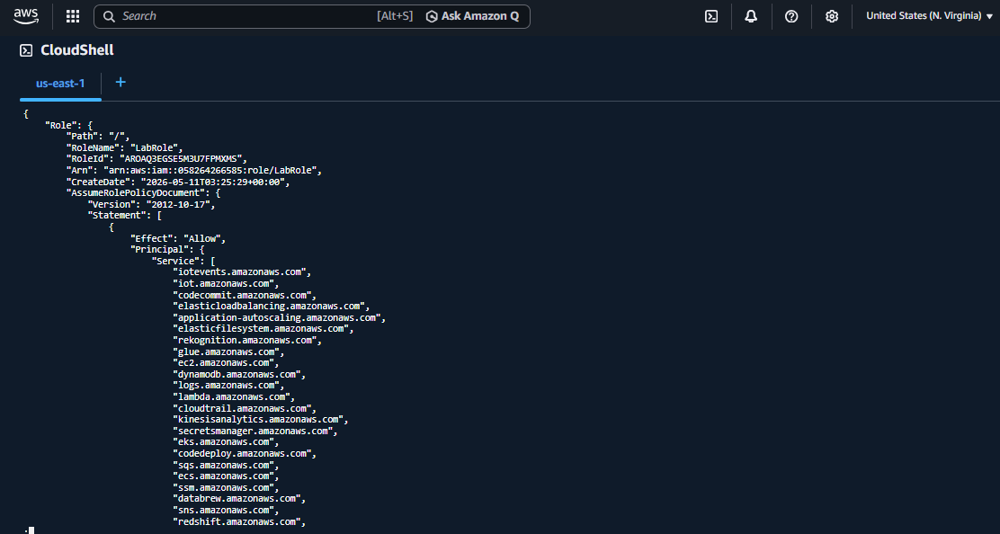 aws
Search [Alt+S] Ask Amazon Q
United States (N. Virginia)
CloudShell
us-east-1 +
{
    "Role": {
        "Path": "/",
        "RoleName": "LabRole",
        "RoleId": "AROAQ3EGSE5M3U7FPMXMS",
        "Arn": "arn:aws:iam::058264266585:role/LabRole",
        "CreateDate": "2026-05-11T03:25:29+00:00",
        "AssumeRolePolicyDocument": {
            "Version": "2012-10-17",
            "Statement": [
                {
                    "Effect": "Allow",
                    "Principal": {
                        "Service": [
                            "iotevents.amazonaws.com",
                            "iot.amazonaws.com",
                            "codecommit.amazonaws.com",
                            "elasticloadbalancing.amazonaws.com",
                            "application-autoscaling.amazonaws.com",
                            "elasticfilesystem.amazonaws.com",
                            "rekognition.amazonaws.com",
                            "glue.amazonaws.com",
                            "ec2.amazonaws.com",
                            "dynamodb.amazonaws.com",
                            "logs.amazonaws.com",
                            "lambda.amazonaws.com",
                            "cloudtrail.amazonaws.com",
                            "kinesisanalytics.amazonaws.com",
                            "secretsmanager.amazonaws.com",
                            "eks.amazonaws.com",
                            "codedeploy.amazonaws.com",
                            "sqs.amazonaws.com",
                            "ecs.amazonaws.com",
                            "ssm.amazonaws.com",
                            "databrew.amazonaws.com",
                            "sns.amazonaws.com",
                            "redshift.amazonaws.com",
: